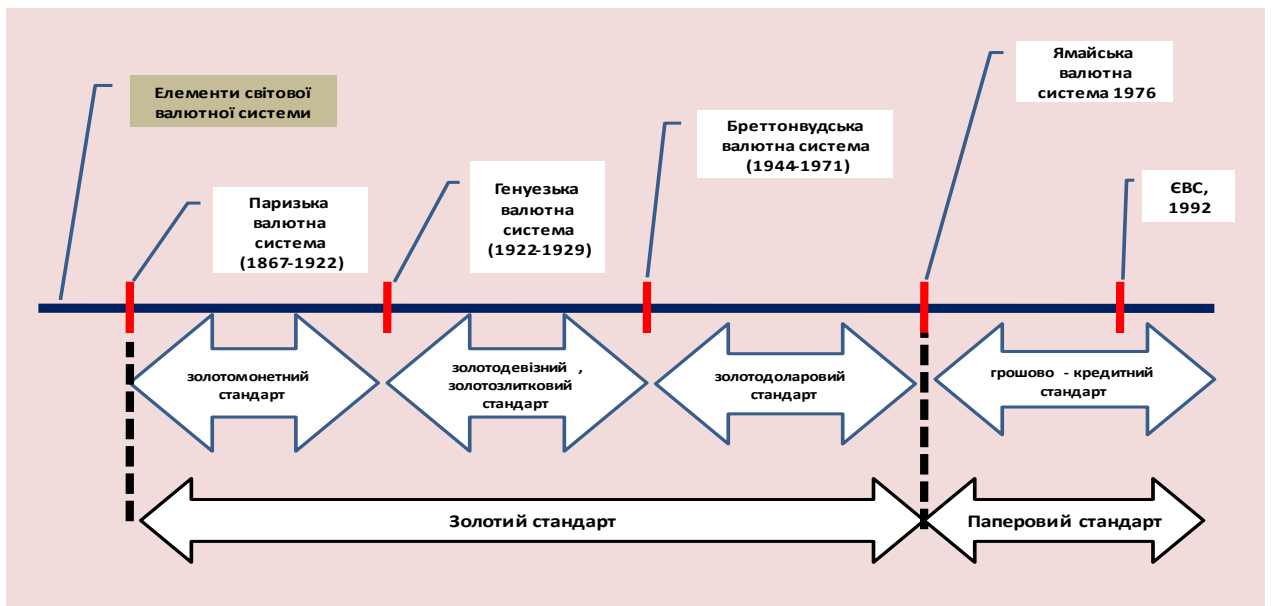 Елементи світової
валютної системи
Паризька
валютна
система
(1867-1922)
Генуезька
валютна
система
(1922-1929)
Бреттонвудська
валютна система
(1944-1971)
Ямайська
валютна
система 1976
ЄВС,
1992
золотомонетний
стандарт
золотодевізний ,
золотозлитковий
стандарт
золотодоларовий
стандарт
грошово - кредитний
стандарт
Золотий стандарт
Паперовий стандарт